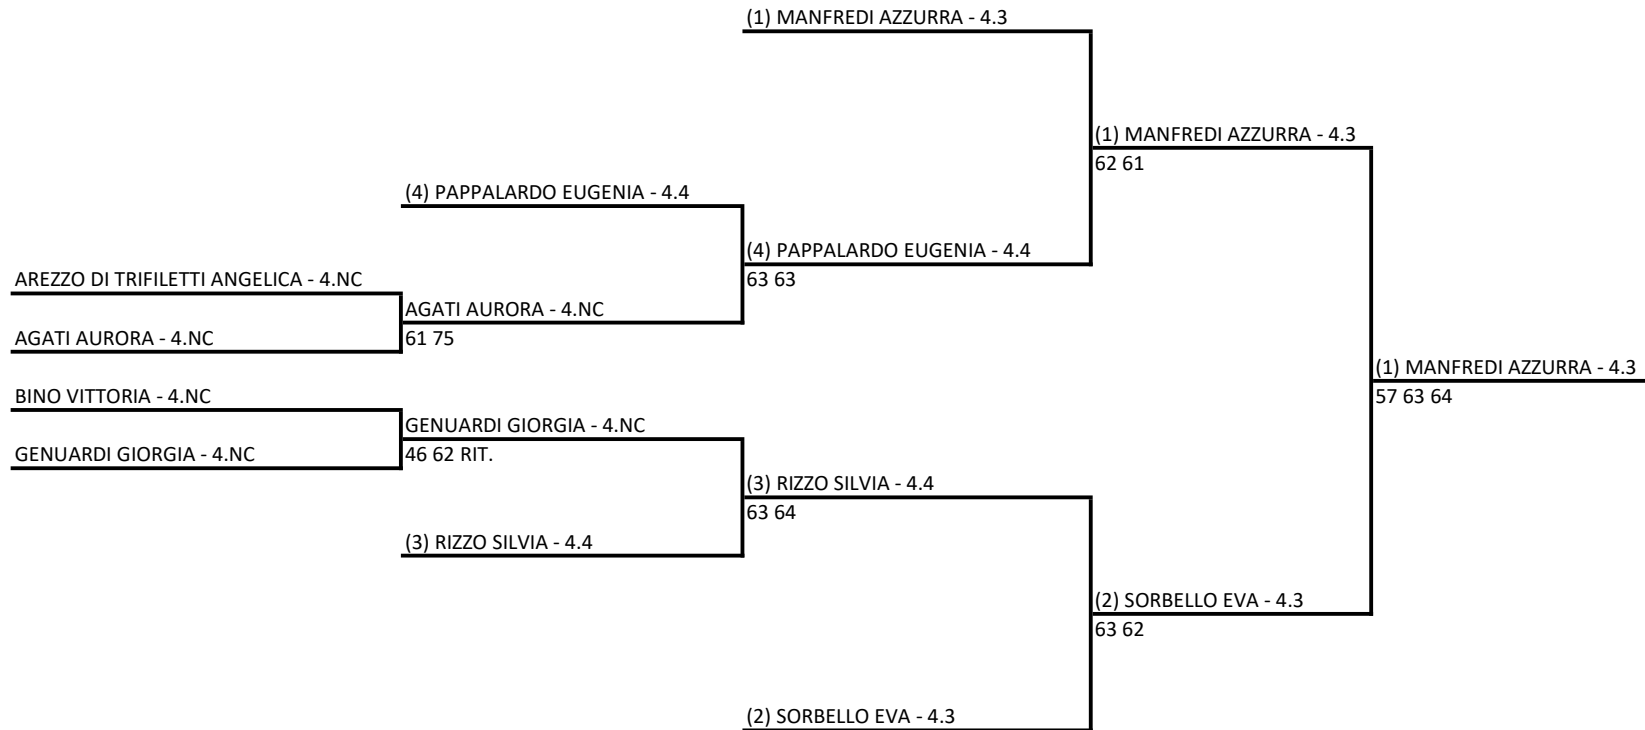 (1) MANFREDI AZZURRA - 4.3
(1) MANFREDI AZZURRA - 4.3
62 61
(4) PAPPALARDO EUGENIA - 4.4
(4) PAPPALARDO EUGENIA - 4.4
63 63
AREZZO DI TRIFILETTI ANGELICA - 4.NC
AGATI AURORA - 4.NC
61 75
AGATI AURORA - 4.NC
(1) MANFREDI AZZURRA - 4.3
57 63 64
BINO VITTORIA - 4.NC
GENUARDI GIORGIA - 4.NC
46 62 RIT.
GENUARDI GIORGIA - 4.NC
(3) RIZZO SILVIA - 4.4
63 64
(3) RIZZO SILVIA - 4.4
(2) SORBELLO EVA - 4.3
63 62
(2) SORBELLO EVA - 4.3